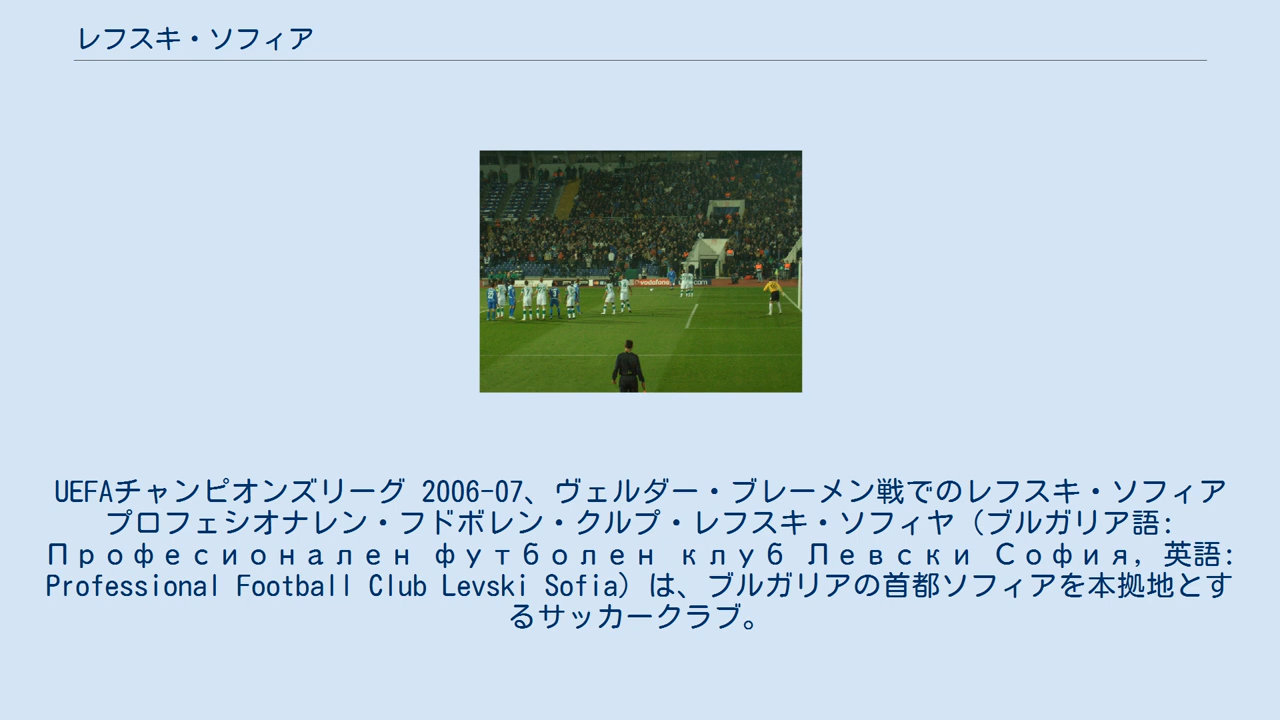 レフスキ・ソフィア
vodafone
UEFAチャンピオンズリーグ 2006-07、ヴェルダー・ブレーメン戦でのレフスキ・ソフィア
プロフェシオナレン・フドボレン・クルプ・レフスキ・ソフィヤ（ブルガリア語:
Професионален футболен клуб Левски София, 英語:
Professional Football Club Levski Sofia）は、ブルガリアの首都ソフィアを本拠地とす
るサッカークラブ。